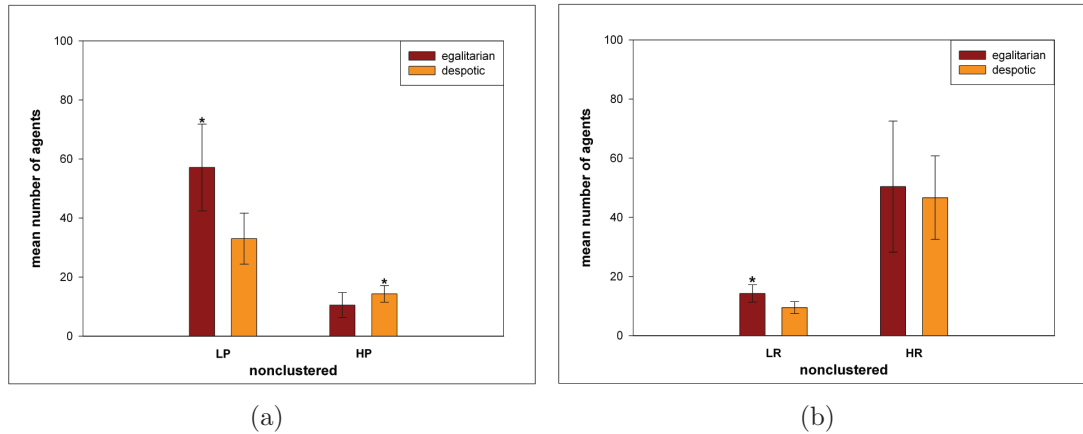 100
80
60
40
20
0
mean number of agents
egalitarian
despotic
*
*
LP HP
nonclustered
(a)
100
80
60
40
20
0
mean number of agents
egalitarian
despotic
*
LR HR
nonclustered
(b)